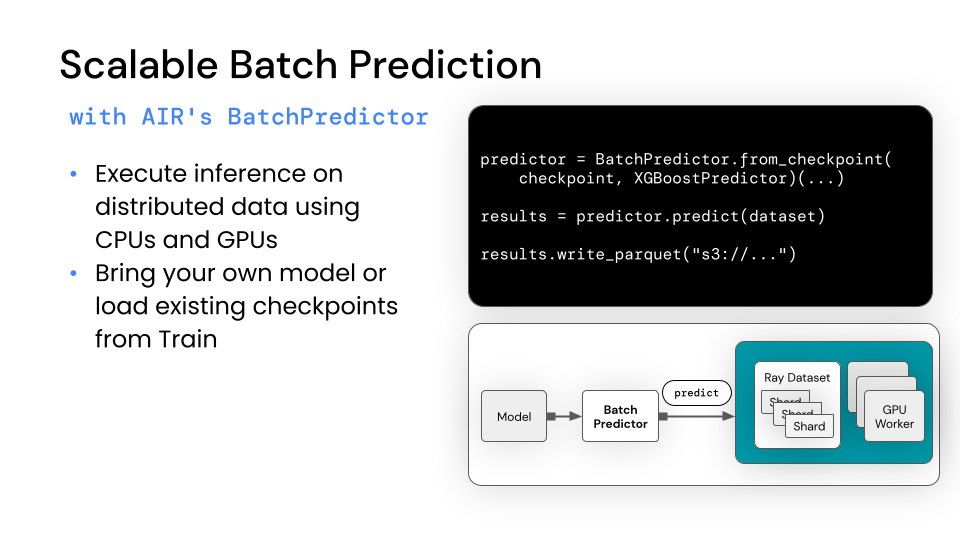 Scalable Batch Prediction
with AIR's BatchPredictor
• Execute inference on
distributed data using
CPUs and GPUs
• Bring your own model or
load existing checkpoints
from Train
predictor = BatchPredictor.from_checkpoint(
    checkpoint, XGBoostPredictor)(...)
results = predictor.predict(dataset)
results.write_parquet("s3://...")
Model
Batch
Predictor
predict
Ray Dataset
Shard
Shard
Shard
GPU
Worker